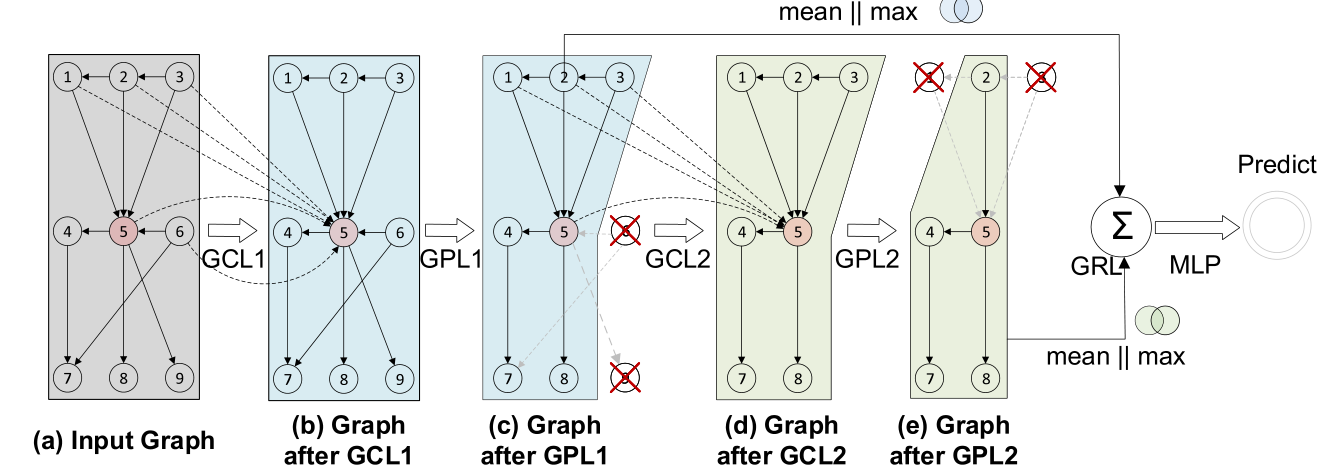 mean || max
1 2 3 1 2 3 1 2 3 1 2 3 1 2 3
Predict
4 5 6 4 5 6 4 5 6 4 5 4 5 Σ
GCL1 GPL1 GCL2 GPL2 GRL MLP
mean || max
7 8 9 7 8 9 7 8 9 7 8 7 8
(a) Input Graph
(b) Graph
after GCL1
(c) Graph
after GPL1
(d) Graph
after GCL2
(e) Graph
after GPL2